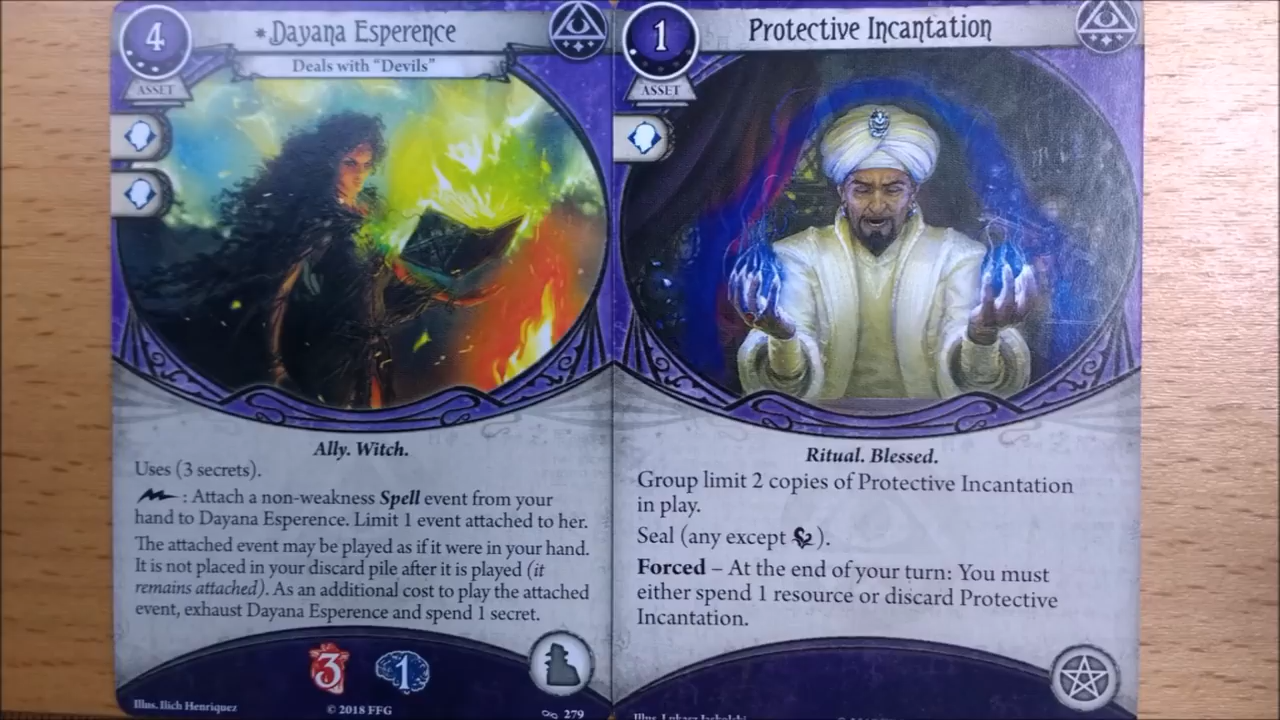 4
*Dayana Esperence
Deals with "Devils"
ASSET
Ally. Witch.
Uses (3 secrets).
: Attach a non-weakness Spell event from your
hand to Dayana Esperence. Limit 1 event attached to her.
The attached event may be played as if it were in your hand.
It is not placed in your discard pile after it is played (it
remains attached). As an additional cost to play the attached
event, exhaust Dayana Esperence and spend 1 secret.
3
1
Illus. Ilich Henriquez
© 2018 FFG
279
1
Protective Incantation
ASSET
Ritual. Blessed.
Group limit 2 copies of Protective Incantation
in play.
Seal (any except ).
Forced – At the end of your turn: You must
either spend 1 resource or discard Protective
Incantation.
Illus.